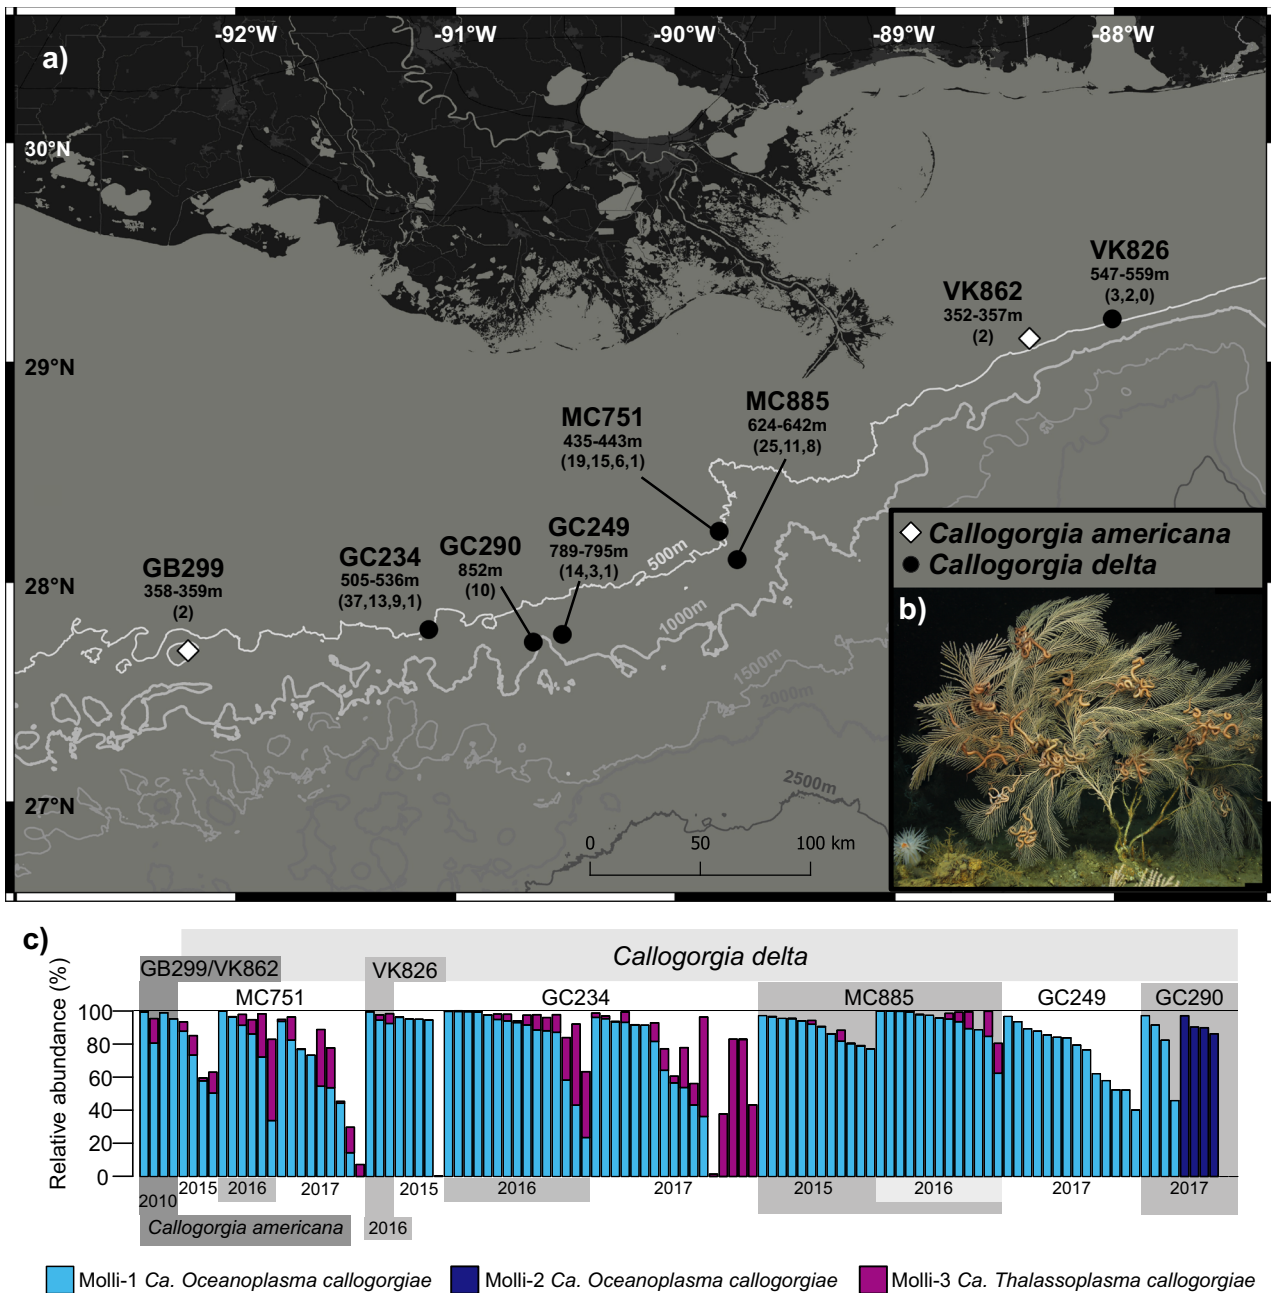 a)
-92°W
-91°W
-90°W
-89°W
-88°W
30°N
29°N
28°N
27°N
VK826
547-559m
(3,2,0)
VK862
352-357m
(2)
MC885
624-642m
(25,11,8)
MC751
435-443m
(19,15,6,1)
GC249
789-795m
(14,3,1)
GC290
852m
(10)
GC234
505-536m
(37,13,9,1)
GB299
358-359m
(2)
500m
1000m
1500m
2000m
2500m
0 50 100 km
Callogorgia americana
Callogorgia delta
b)
c)
Callogorgia delta
GB299/VK862
VK826
MC751
GC234
MC885
GC249
GC290
Relative abundance (%)
100
80
60
40
20
0
2010
2015
2016
2017
2015
2016
2016
2017
2015
2016
2017
2017
Callogorgia americana
Molli-1 Ca. Oceanoplasma callogorgiae
Molli-2 Ca. Oceanoplasma callogorgiae
Molli-3 Ca. Thalassoplasma callogorgiae